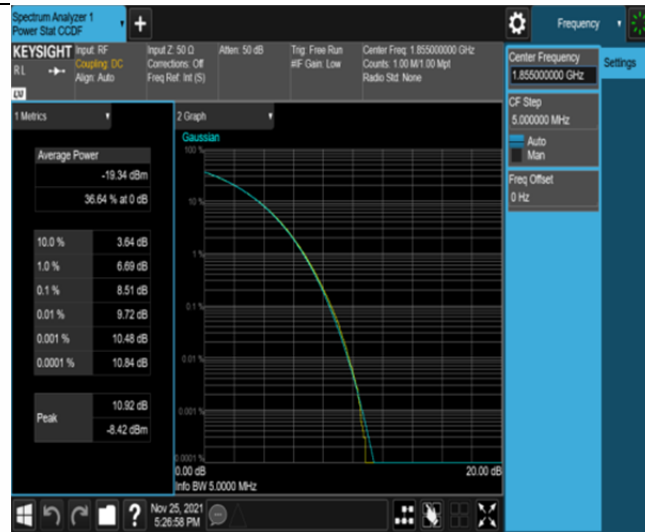 Spectrum Analyzer 1
Power Stat CCDF
+
Frequency
KEYSIGHT
RL
LXI
Input: RF
Coupling: DC
Align: Auto
Input Z: 50 Ω
Corrections: Off
Freq Ref: Int (S)
Atten: 50 dB
Trig: Free Run
#IF Gain: Low
Center Freq: 1.855000000 GHz
Counts: 1.00 M/1.00 Mpt
Radio Std: None
Center Frequency
1.855000000 GHz
Settings
CF Step
5.000000 MHz
Auto
Man
Freq Offset
0 Hz
1 Metrics
Average Power
-19.34 dBm
36.64 % at 0 dB
10.0 % 3.64 dB
1.0 % 6.69 dB
0.1 % 8.51 dB
0.01 % 9.72 dB
0.001 % 10.48 dB
0.0001 % 10.84 dB
Peak 10.92 dB
-8.42 dBm
2 Graph
Gaussian
100 %
10 %
1 %
0.1 %
0.01 %
0.001 %
0.0001 %
0.00 dB 20.00 dB
Info BW 5.0000 MHz
?
Nov 25, 2021
5:26:58 PM